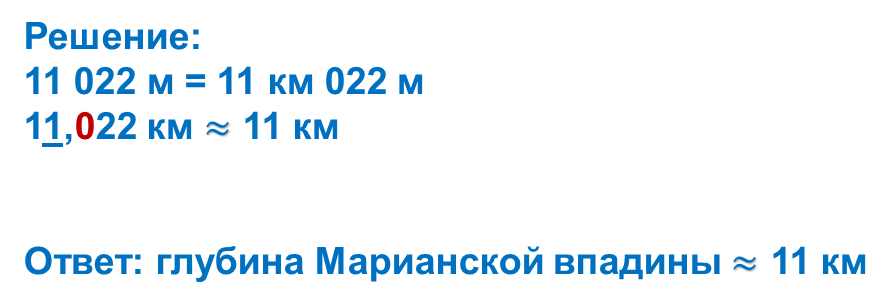 Решение:
11 022 м = 11 км 022 м
11,022 км ≈ 11 км
Ответ: глубина Марианской впадины ≈ 11 км